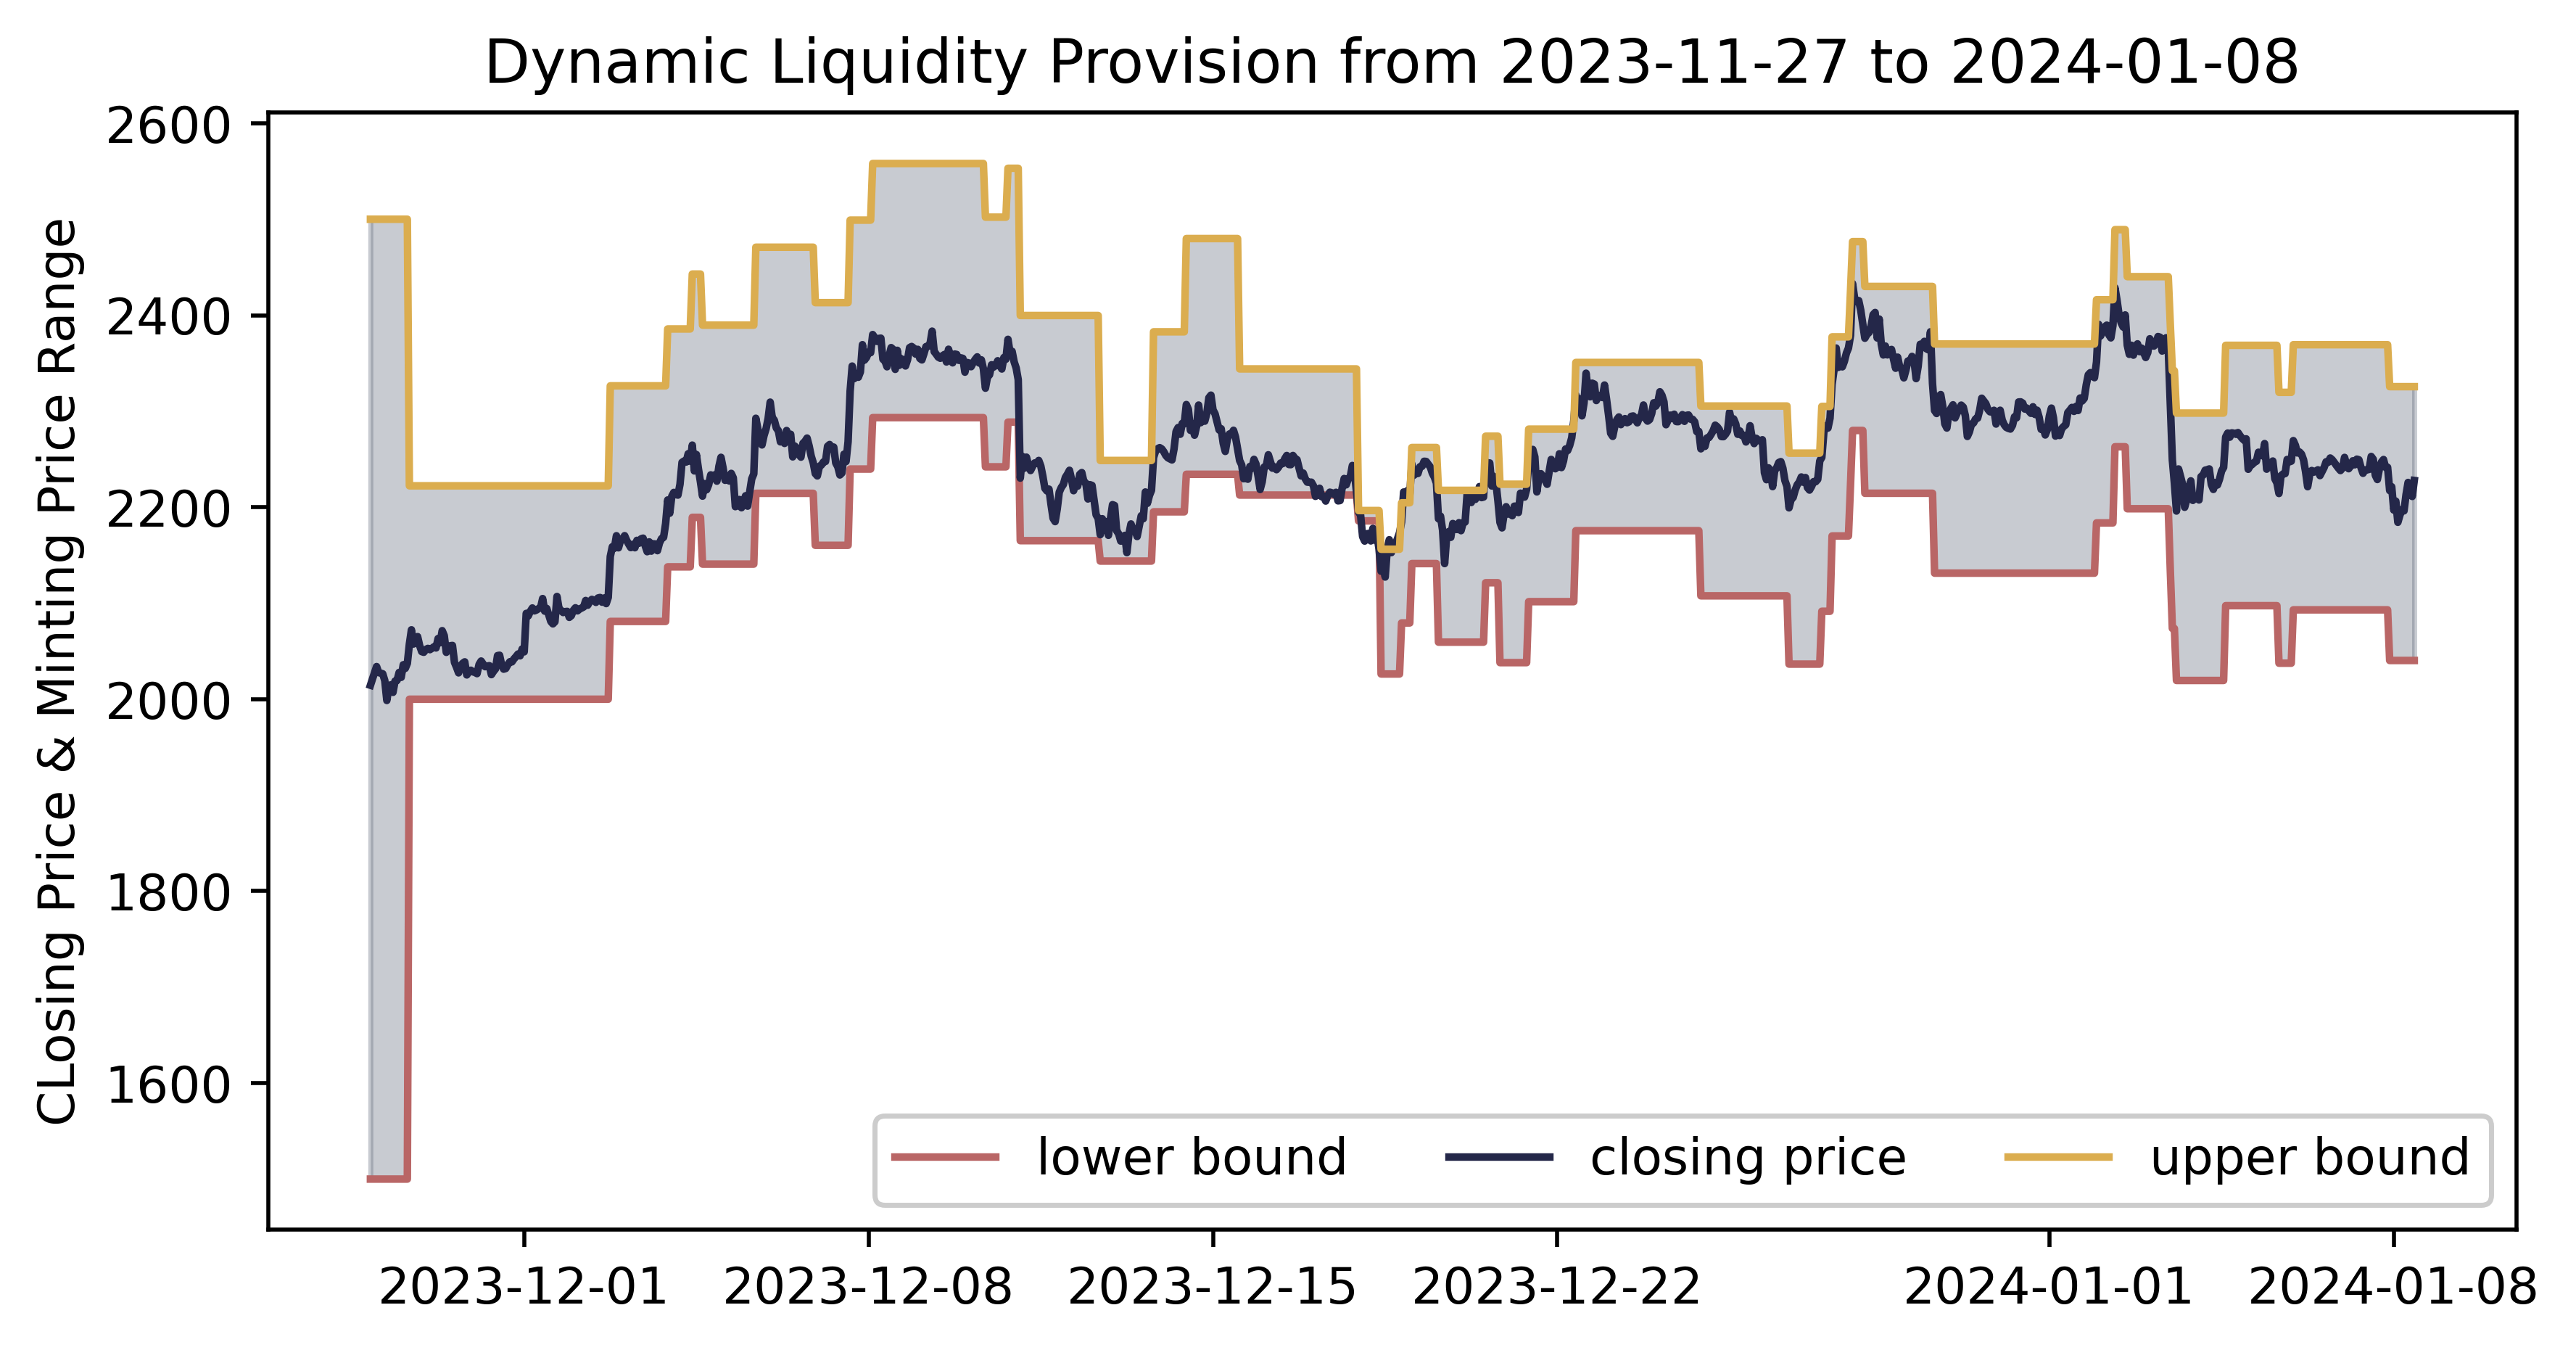 Dynamic Liquidity Provision from 2023-11-27 to 2024-01-08
CLosing Price & Minting Price Range
2600
2400
2200
2000
1800
1600
lower bound
closing price
upper bound
2023-12-01
2023-12-08
2023-12-15
2023-12-22
2024-01-01
2024-01-08